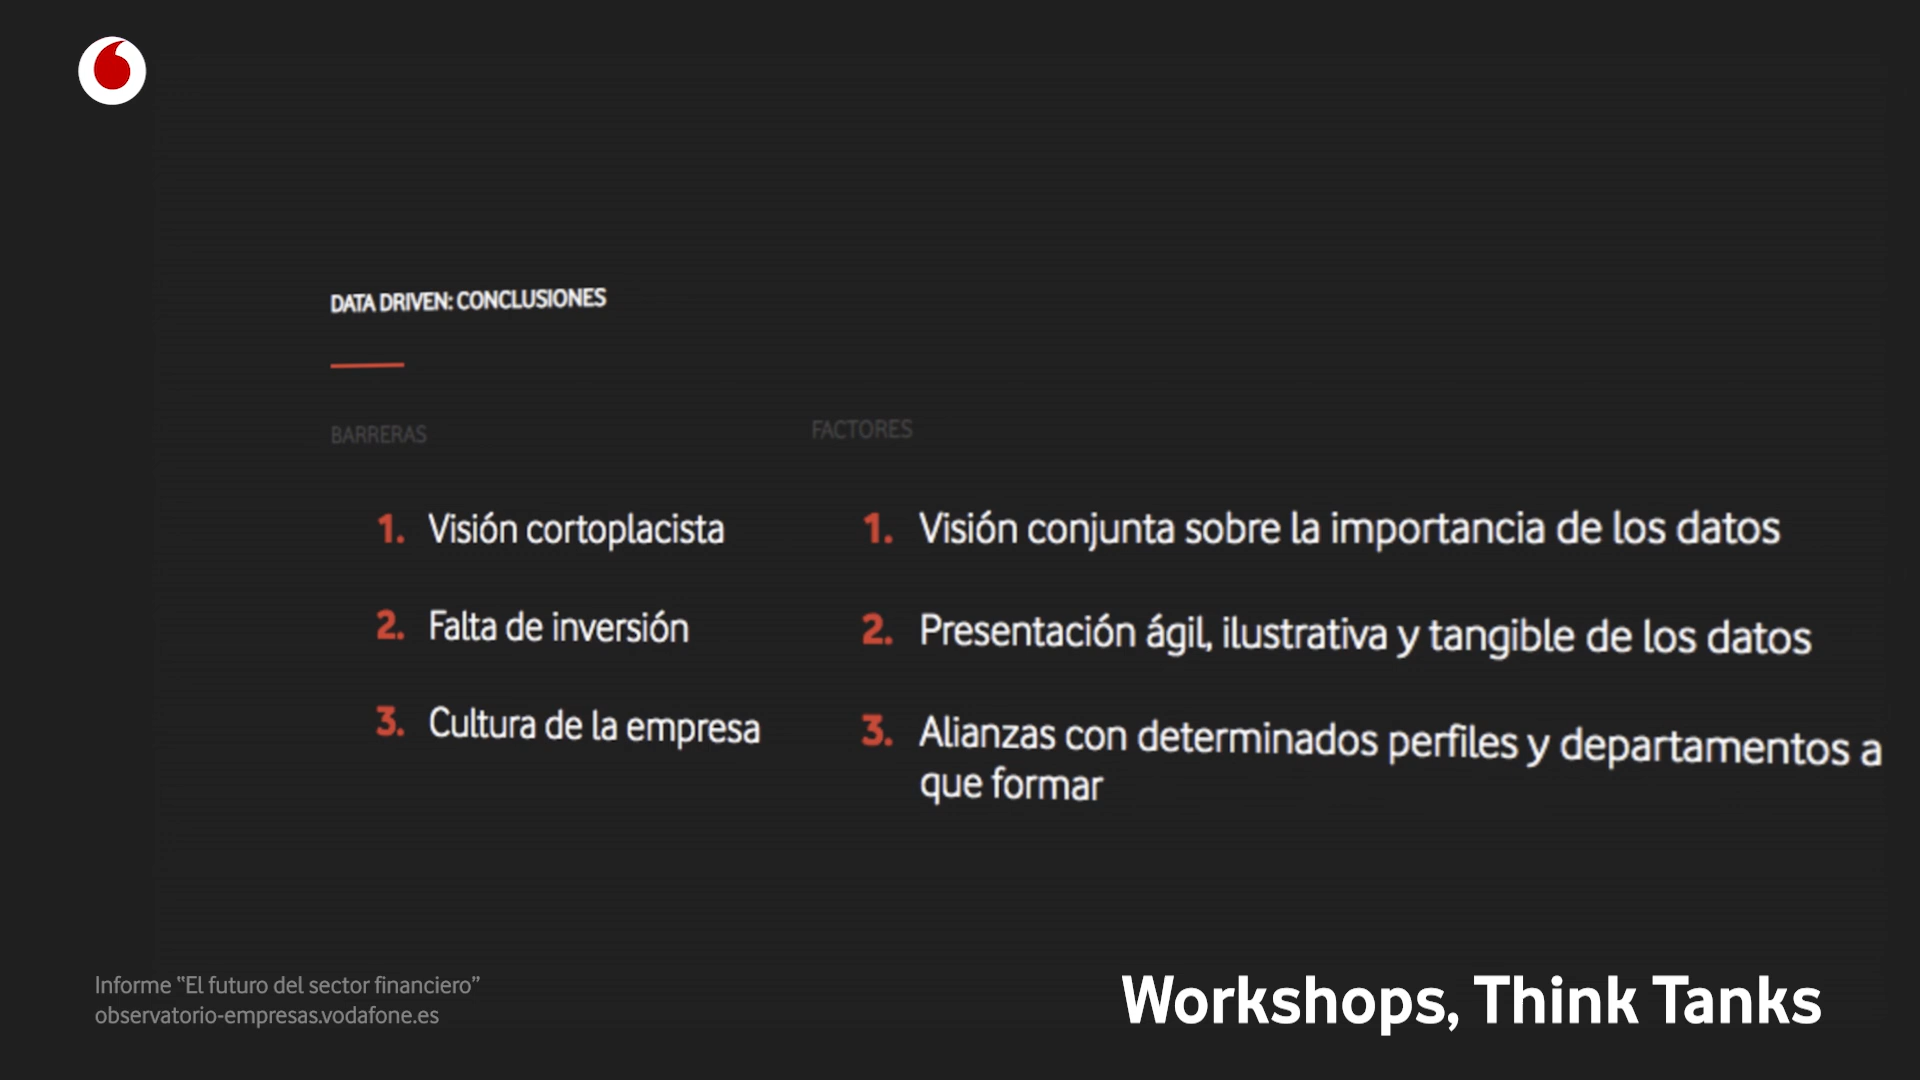 DATA DRIVEN: CONCLUSIONES
BARRERAS
1. Visión cortoplacista
2. Falta de inversión
3. Cultura de la empresa
FACTORES
1. Visión conjunta sobre la importancia de los datos
2. Presentación ágil, ilustrativa y tangible de los datos
3. Alianzas con determinados perfiles y departamentos a
que formar
Informe “El futuro del sector financiero”
observatorio-empresas.vodafone.es
Workshops, Think Tanks